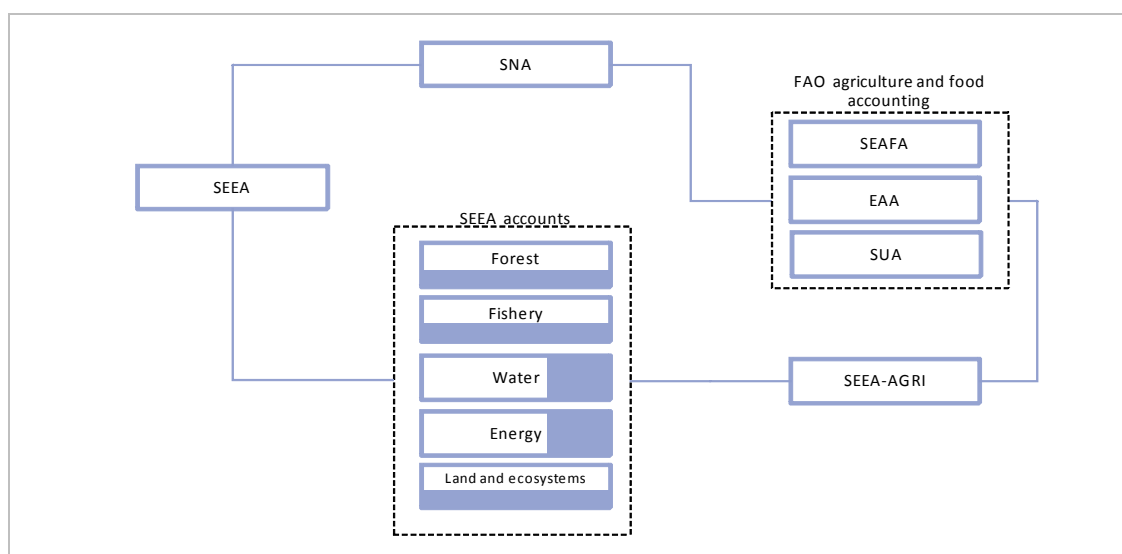 SNA
FAO agriculture and food
accounting
SEAFA
SEEA
EAA
SEEA accounts
SUA
Forest
Fishery
Water
SEEA-AGRI
Energy
Land and ecosystems